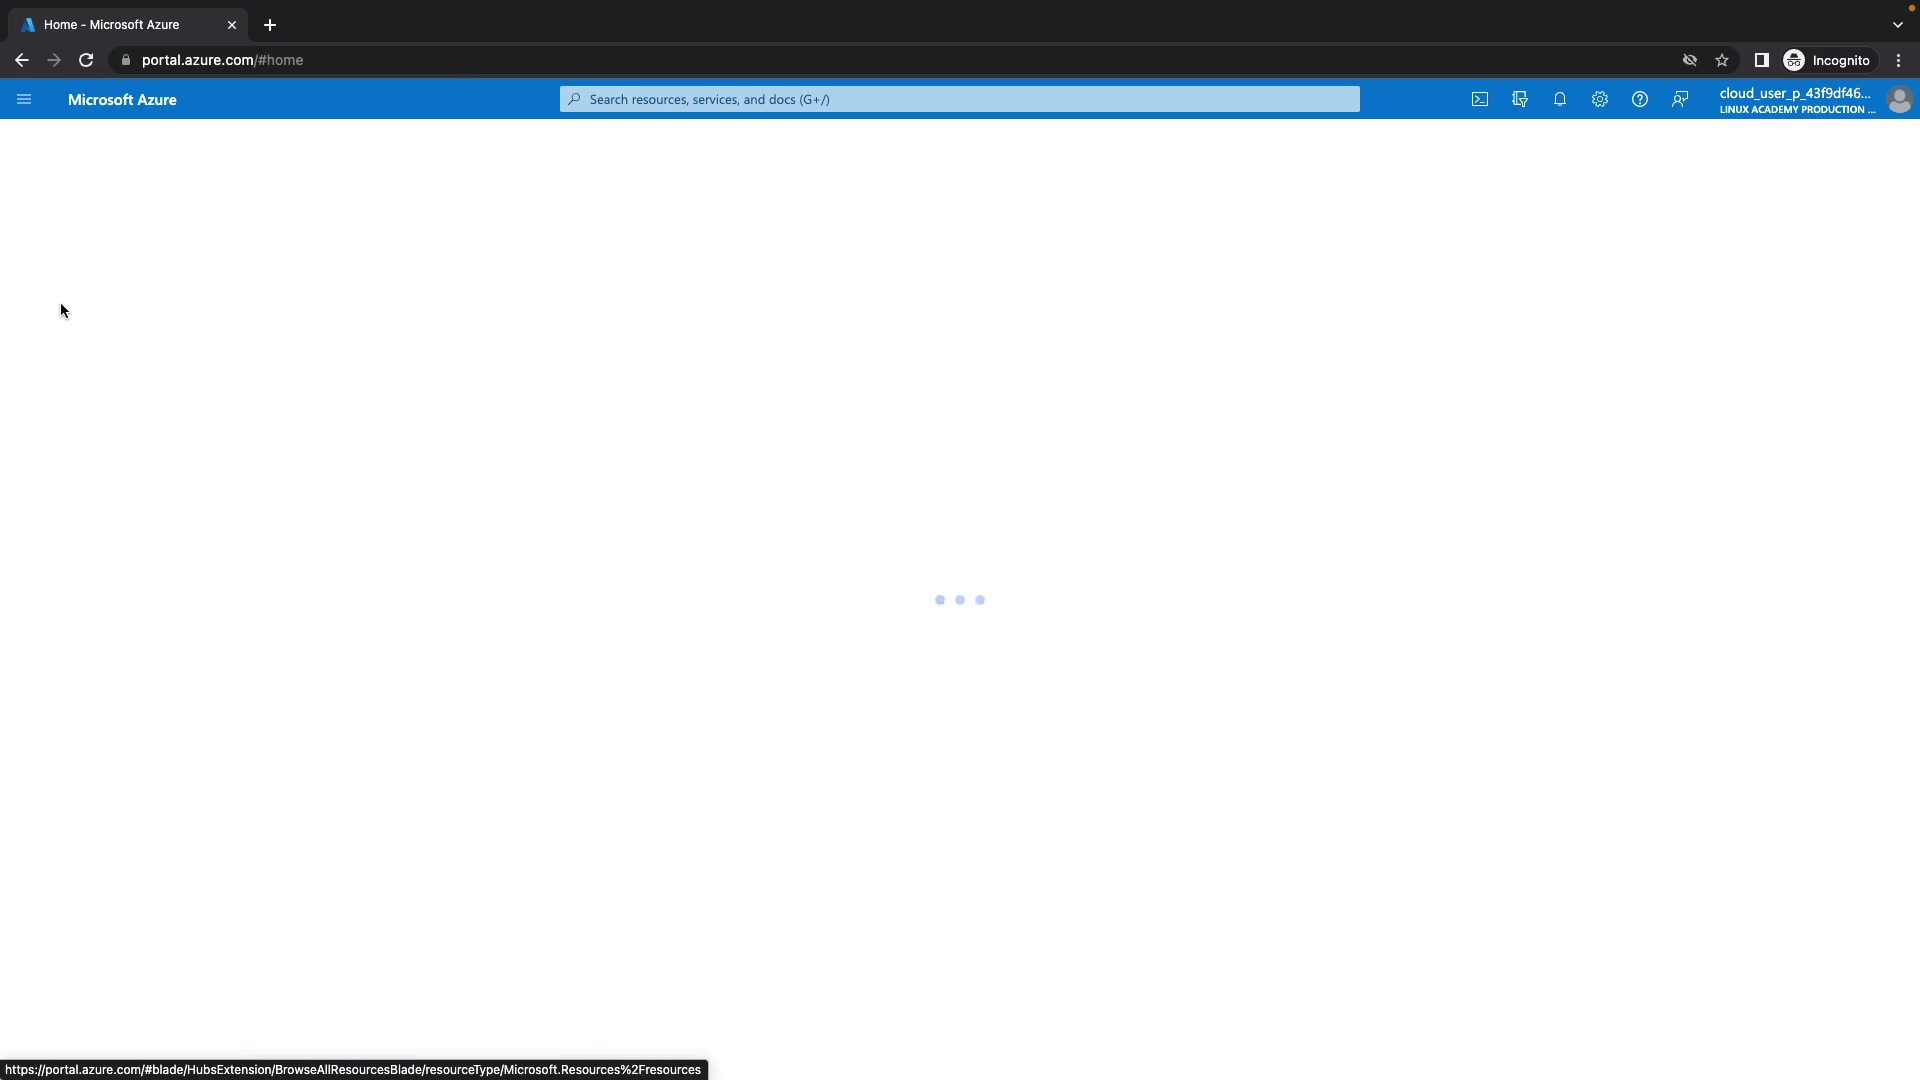 Home - Microsoft Azure
portal.azure.com/#home
Incognito
Microsoft Azure
Search resources, services, and docs (G+/)
cloud_user_p_43f9df46...
LINUX ACADEMY PRODUCTION ...
https://portal.azure.com/#blade/HubsExtension/BrowseAllResourcesBlade/resourceType/Microsoft.Resources%2Fresources